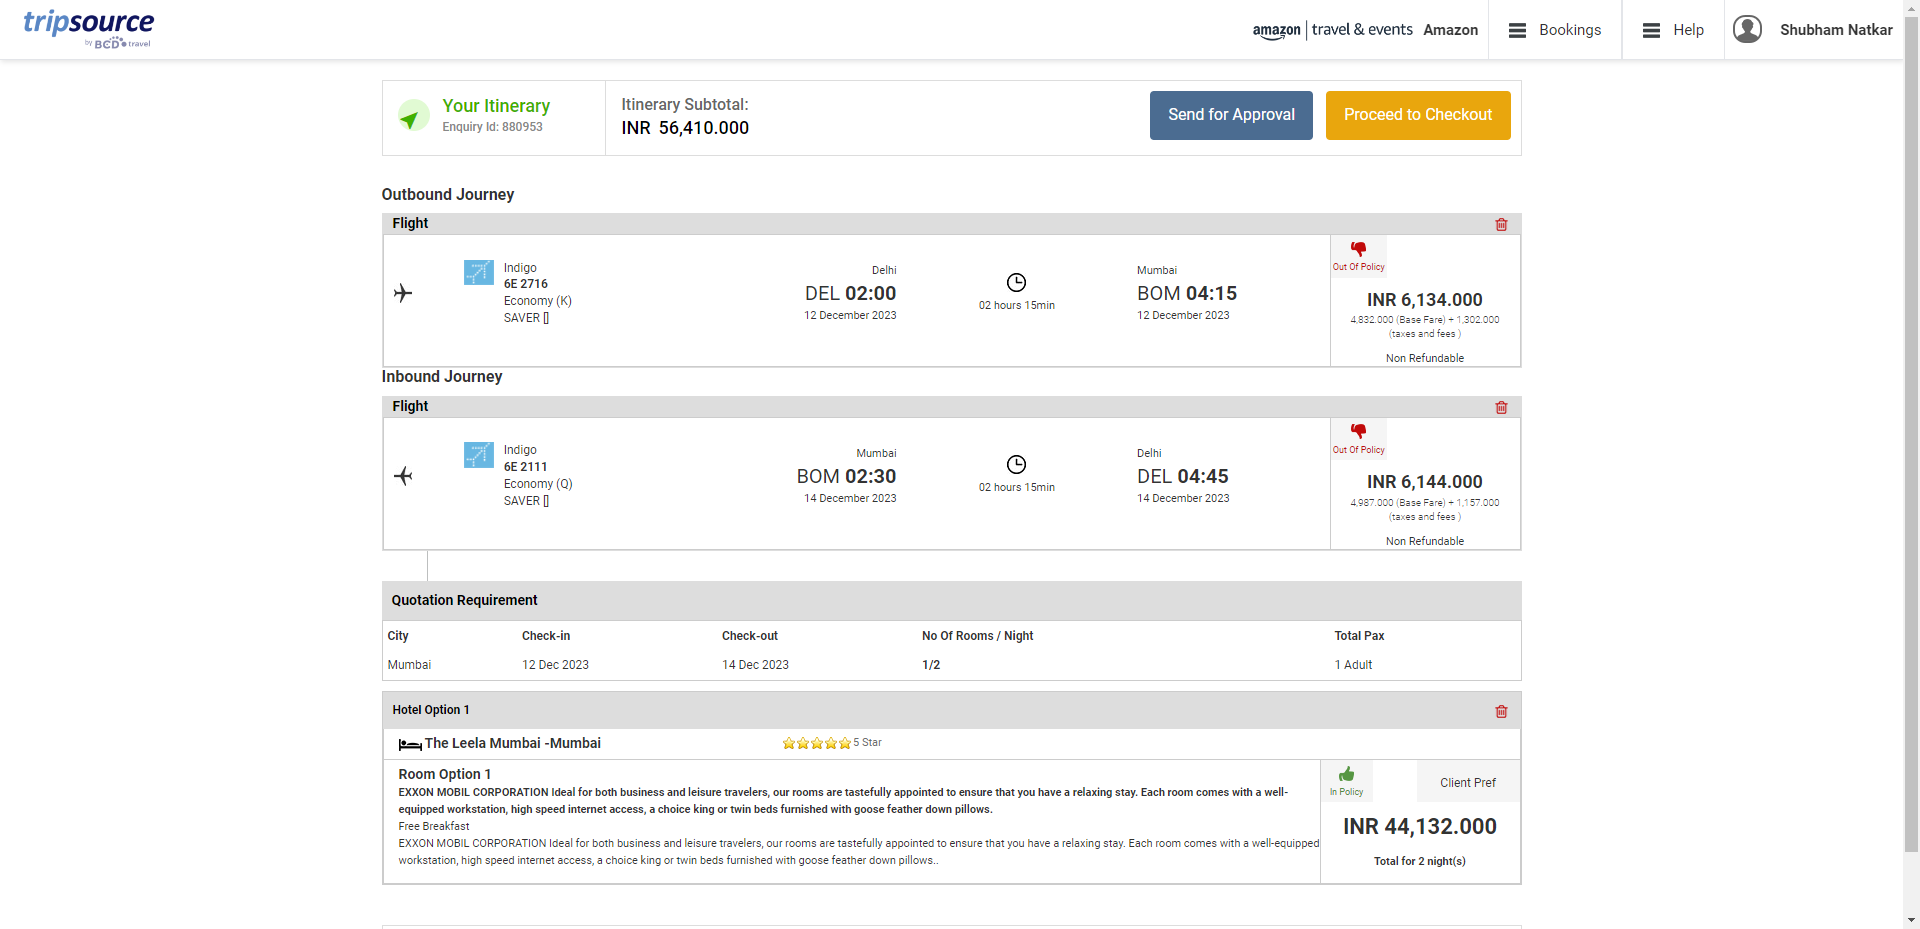 tripsource
by BCD travel
amazon | travel & events Amazon
Bookings
Help
Shubham Natkar
Your Itinerary
Enquiry Id: 880953
Itinerary Subtotal:
INR 56,410.000
Send for Approval
Proceed to Checkout
Outbound Journey
Flight
Indigo
6E 2716
Economy (K)
SAVER []
Delhi
DEL 02:00
12 December 2023
02 hours 15min
Mumbai
BOM 04:15
12 December 2023
Out Of Policy
INR 6,134.000
4,832.000 (Base Fare) + 1,302.000
(taxes and fees )
Non Refundable
Inbound Journey
Flight
Indigo
6E 2111
Economy (Q)
SAVER []
Mumbai
BOM 02:30
14 December 2023
02 hours 15min
Delhi
DEL 04:45
14 December 2023
Out Of Policy
INR 6,144.000
4,987.000 (Base Fare) + 1,157.000
(taxes and fees )
Non Refundable
Quotation Requirement
City Check-in Check-out No Of Rooms / Night Total Pax
Mumbai 12 Dec 2023 14 Dec 2023 1/2 1 Adult
Hotel Option 1
The Leela Mumbai -Mumbai 5 Star
Room Option 1
EXXON MOBIL CORPORATION Ideal for both business and leisure travelers, our rooms are tastefully appointed to ensure that you have a relaxing stay. Each room comes with a well-
equipped workstation, high speed internet access, a choice king or twin beds furnished with goose feather down pillows.
Free Breakfast
EXXON MOBIL CORPORATION Ideal for both business and leisure travelers, our rooms are tastefully appointed to ensure that you have a relaxing stay. Each room comes with a well-equipped
workstation, high speed internet access, a choice king or twin beds furnished with goose feather down pillows..
In Policy
Client Pref
INR 44,132.000
Total for 2 night(s)